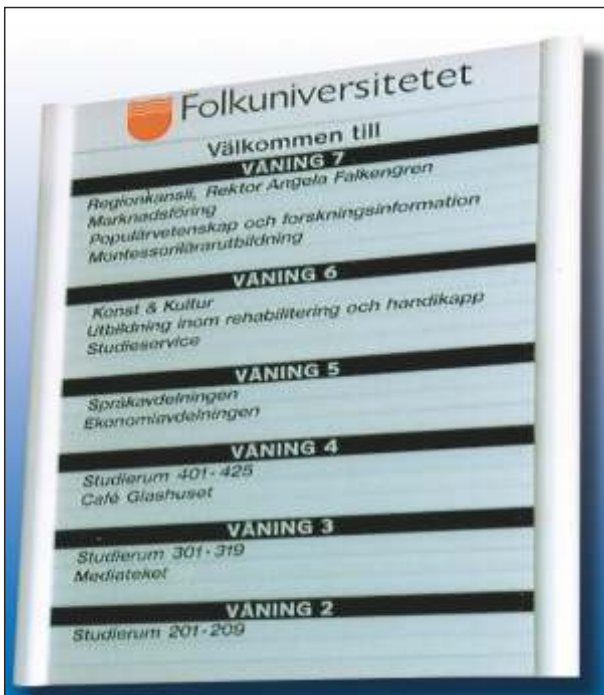 Folkuniversitetet
Välkommen till
VÅNING 7
Regionkansli, Rektor Angela Falkengren
Marknadsföring
Populärvetenskap och forskningsinformation
Montessorilärarutbildning
VÅNING 6
Konst & Kultur
Utbildning inom rehabilitering och handikapp
Studieservice
VÅNING 5
Språkavdelningen
Ekonomiavdelningen
VÅNING 4
Studierum 401-425
Café Glashuset
VÅNING 3
Studierum 301-319
Mediateket
VÅNING 2
Studierum 201-209